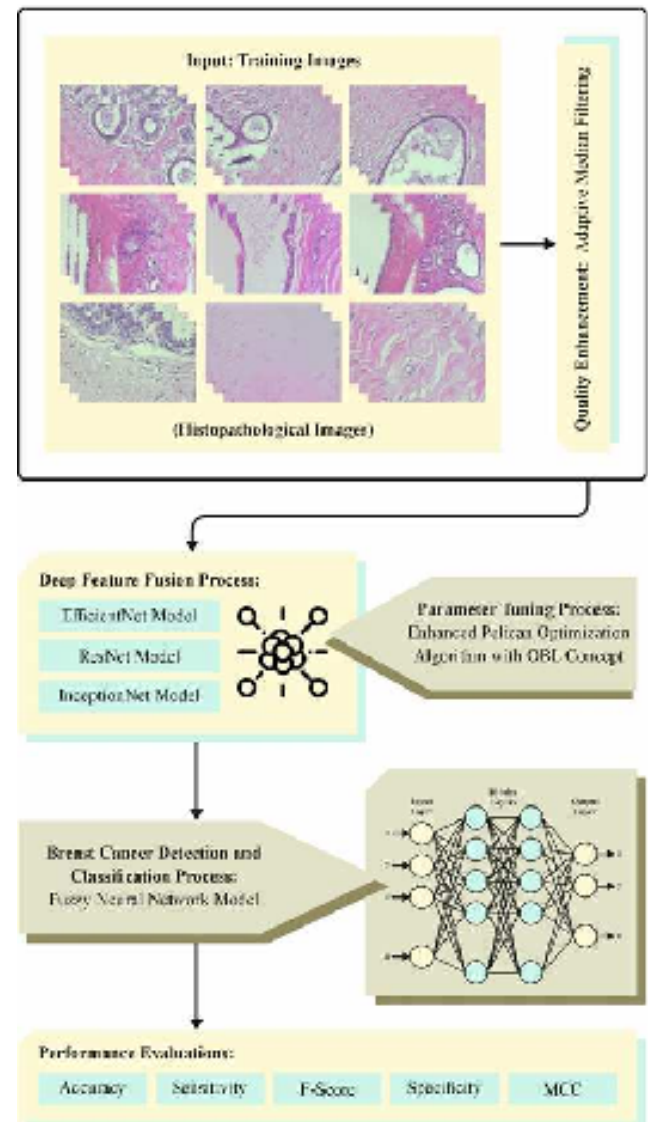 Input: Training Images
(Histopathological Images)
Quality Enhancement: Adaptive Median Filtering
Deep Feature Fusion Process:
EfficientNet Model
ResNet Model
InceptionNet Model
Parameter Tuning Process:
Enhanced Pelican Optimization
Algorithm with OBL Concept
Breast Cancer Detection and
Classification Process:
Fuzzy Neural Network Model
Input
Layer
Hidden
Layers
Output
Layer
Performance Evaluations:
Accuracy
Sensitivity
F-Score
Specificity
MCC